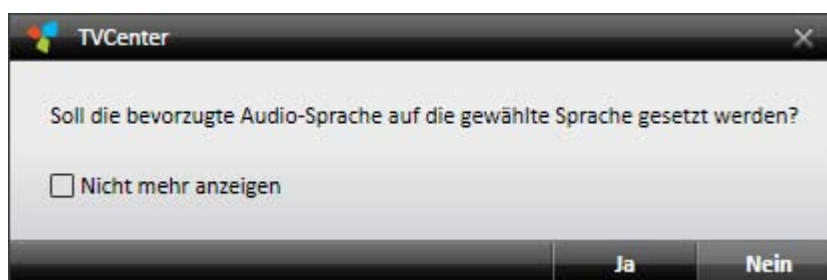 TVCenter
Soll die bevorzugte Audio-Sprache auf die gewählte Sprache gesetzt werden?
Nicht mehr anzeigen
Ja Nein